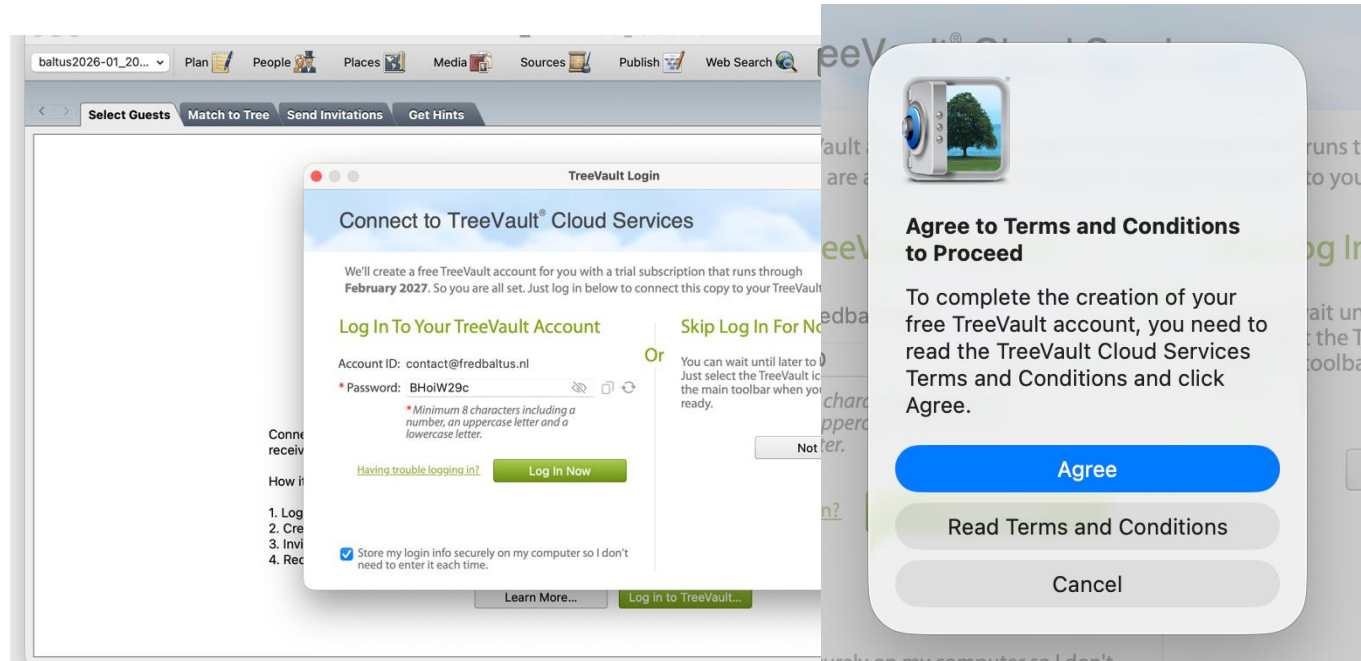 baltus2026-01_20... Plan People Places Media Sources Publish Web Search
Select Guests Match to Tree Send Invitations Get Hints
TreeVault Login
Connect to TreeVault® Cloud Services
We'll create a free TreeVault account for you with a trial subscription that runs through
February 2027. So you are all set. Just log in below to connect this copy to your TreeVault
Log In To Your TreeVault Account
Account ID: contact@fredbaltus.nl
* Password: BHoiW29c
* Minimum 8 characters including a
number, an uppercase letter and a
lowercase letter.
Having trouble logging in?
Log In Now
Store my login info securely on my computer so I don't
need to enter it each time.
Or
Skip Log In For
You can wait until later to
Just select the TreeVault
the main toolbar when
ready.
Not
How
1. Log
2.
3.
4.
Learn More...
Log in to TreeVault...
Agree to Terms and Conditions
to Proceed
To complete the creation of your
free TreeVault account, you need to
read the TreeVault Cloud Services
Terms and Conditions and click
Agree.
Agree
Read Terms and Conditions
Cancel